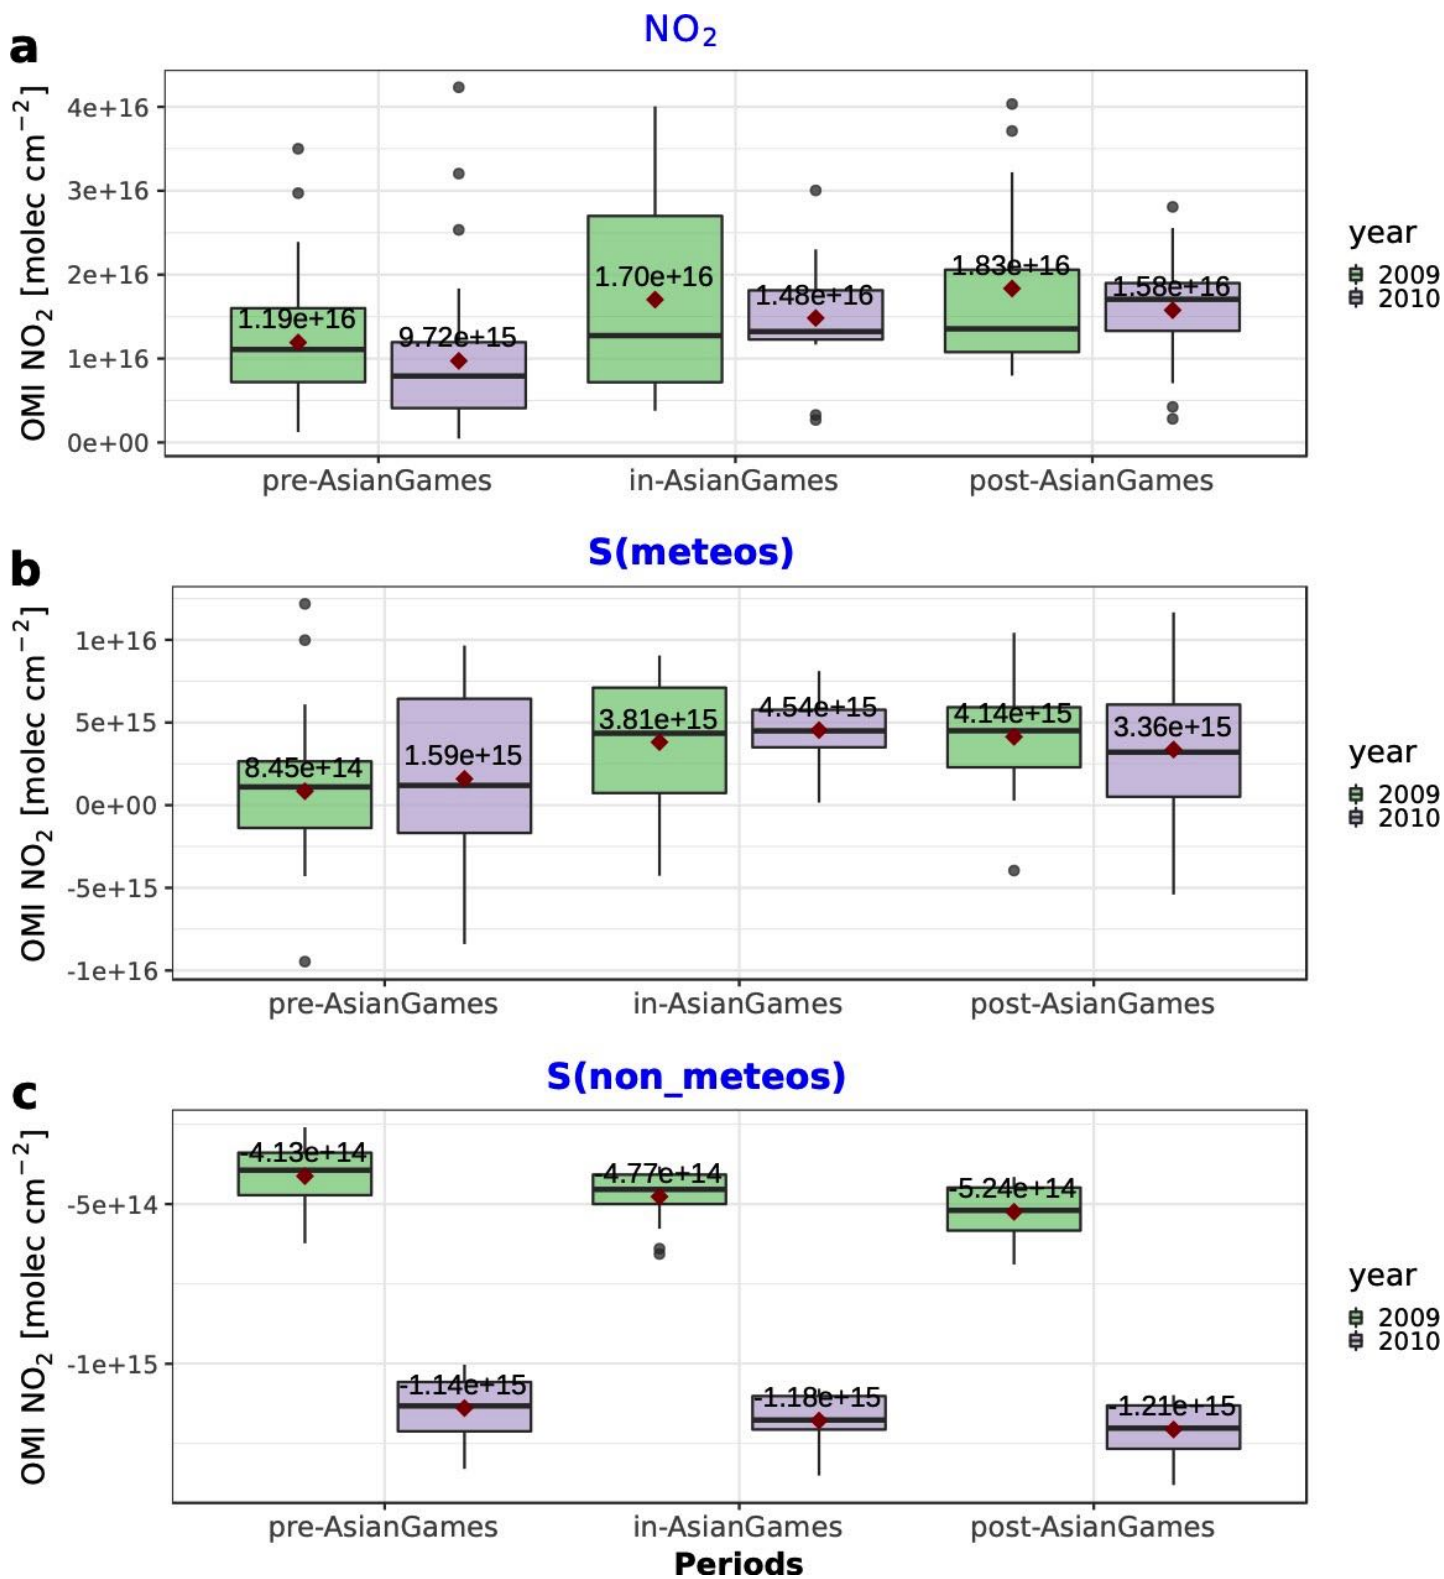 a
NO₂
OMI NO₂ [molec cm⁻²]
4e+16
3e+16
2e+16
1e+16
0e+00
1.19e+16
9.72e+15
1.70e+16
1.48e+16
1.83e+16
1.58e+16
pre-AsianGames
in-AsianGames
post-AsianGames
year
2009
2010
b
S(meteos)
OMI NO₂ [molec cm⁻²]
1e+16
5e+15
0e+00
-5e+15
-1e+16
8.45e+14
1.59e+15
3.81e+15
4.54e+15
4.14e+15
3.36e+15
pre-AsianGames
in-AsianGames
post-AsianGames
year
2009
2010
c
S(non_meteos)
OMI NO₂ [molec cm⁻²]
-5e+14
-1e+15
-4.13e+14
-1.14e+15
-4.77e+14
-1.18e+15
-5.24e+14
-1.21e+15
pre-AsianGames
in-AsianGames
post-AsianGames
Periods
year
2009
2010